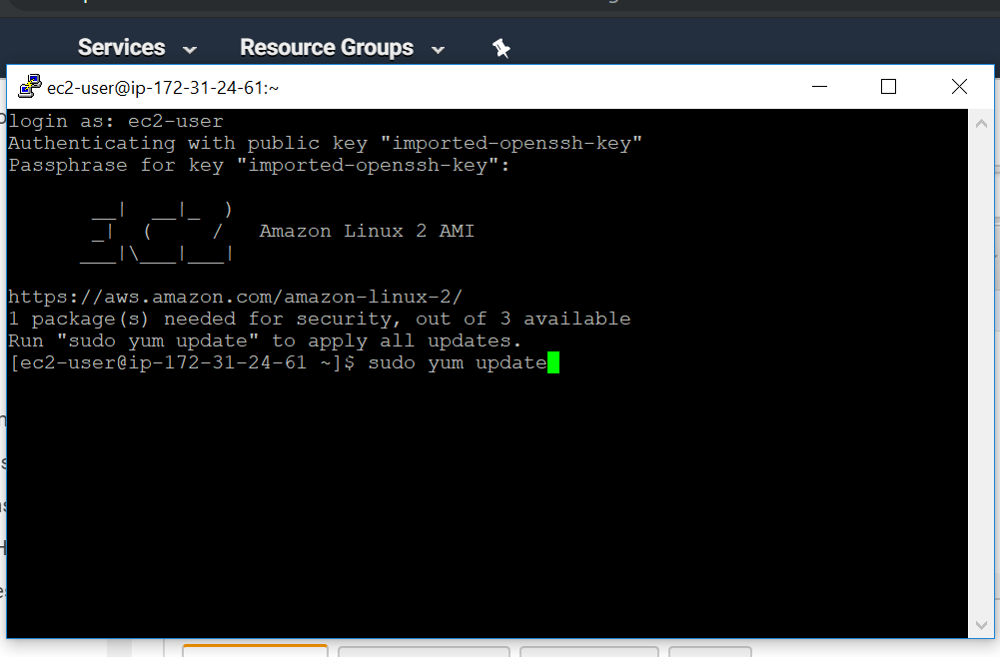 Services Resource Groups
ec2-user@ip-172-31-24-61:~
login as: ec2-user
Authenticating with public key "imported-openssh-key"
Passphrase for key "imported-openssh-key":
__|  __|_  )
_|  (     /   Amazon Linux 2 AMI
___|\___|___|
https://aws.amazon.com/amazon-linux-2/
1 package(s) needed for security, out of 3 available
Run "sudo yum update" to apply all updates.
[ec2-user@ip-172-31-24-61 ~]$ sudo yum update